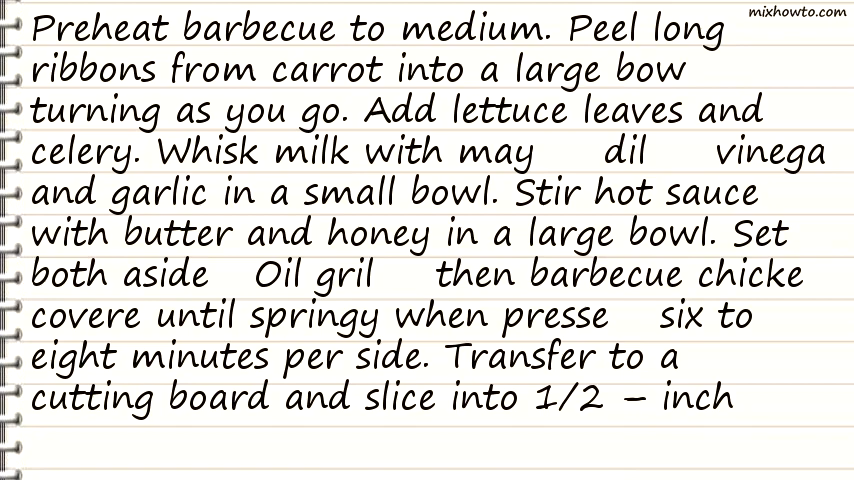 mixhowto.com
Preheat barbecue to medium. Peel long
ribbons from carrot into a large bow
turning as you go. Add lettuce leaves and
celery. Whisk milk with may dil vinega
and garlic in a small bowl. Stir hot sauce
with butter and honey in a large bowl. Set
both aside Oil gril then barbecue chicke
covere until springy when presse six to
eight minutes per side. Transfer to a
cutting board and slice into 1/2 – inch